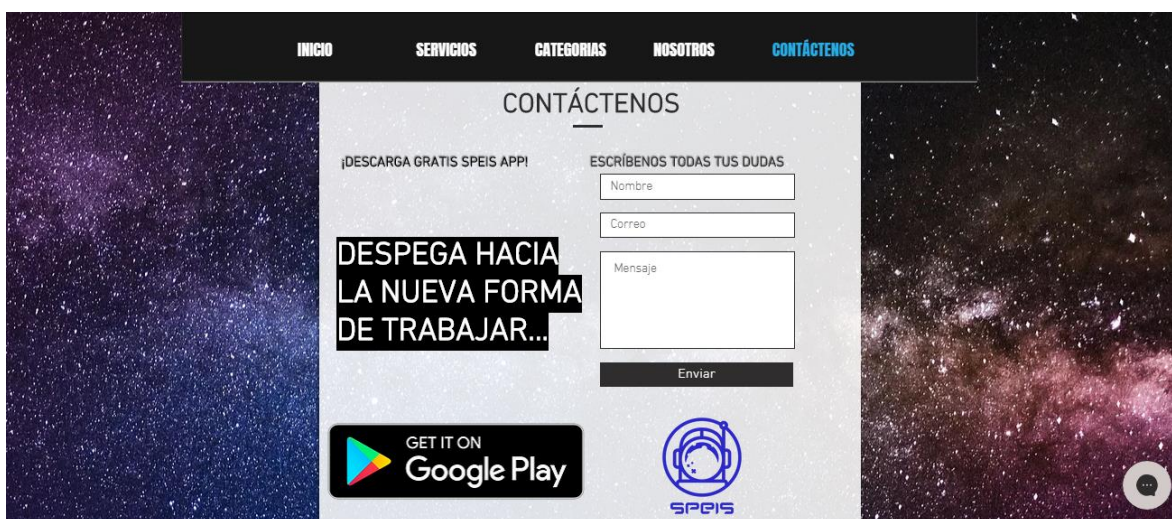 INICIO
SERVICIOS
CATEGORIAS
NOSOTROS
CONTÁCTENOS
CONTÁCTENOS
¡DESCARGA GRATIS SPEIS APP!
DESPEGA HACIA
LA NUEVA FORMA
DE TRABAJAR...
GET IT ON
Google Play
ESCRÍBENOS TODAS TUS DUDAS
Nombre
Correo
Mensaje
Enviar
SPEIS